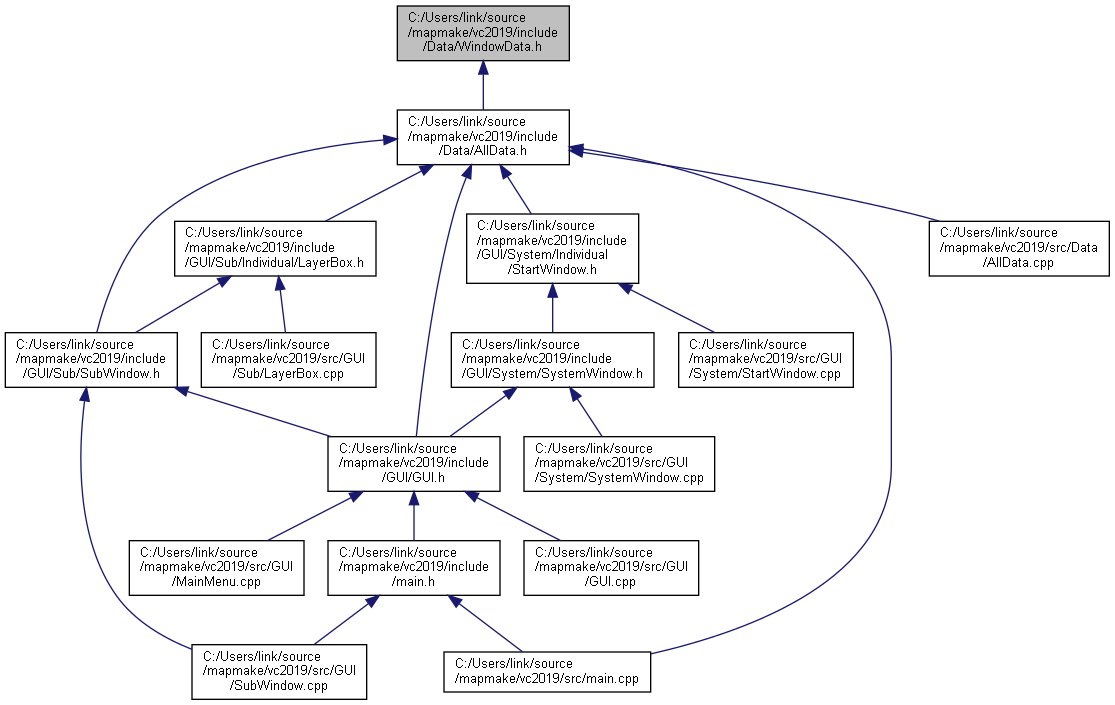 C:/Users/link/source
/mapmake/vc2019/include
/Data/WindowData.h
C:/Users/link/source
/mapmake/vc2019/include
/Data/AllData.h
C:/Users/link/source
/mapmake/vc2019/include
/GUI/Sub/Individual/LayerBox.h
C:/Users/link/source
/mapmake/vc2019/include
/GUI/System/Individual
/StartWindow.h
C:/Users/link/source
/mapmake/vc2019/src/Data
/AllData.cpp
C:/Users/link/source
/mapmake/vc2019/include
/GUI/Sub/SubWindow.h
C:/Users/link/source
/mapmake/vc2019/src/GUI
/Sub/LayerBox.cpp
C:/Users/link/source
/mapmake/vc2019/include
/GUI/System/SystemWindow.h
C:/Users/link/source
/mapmake/vc2019/src/GUI
/System/StartWindow.cpp
C:/Users/link/source
/mapmake/vc2019/include
/GUI/GUI.h
C:/Users/link/source
/mapmake/vc2019/src/GUI
/System/SystemWindow.cpp
C:/Users/link/source
/mapmake/vc2019/src/GUI
/MainMenu.cpp
C:/Users/link/source
/mapmake/vc2019/include
/main.h
C:/Users/link/source
/mapmake/vc2019/src/GUI
/GUI.cpp
C:/Users/link/source
/mapmake/vc2019/src/GUI
/SubWindow.cpp
C:/Users/link/source
/mapmake/vc2019/src/main.cpp